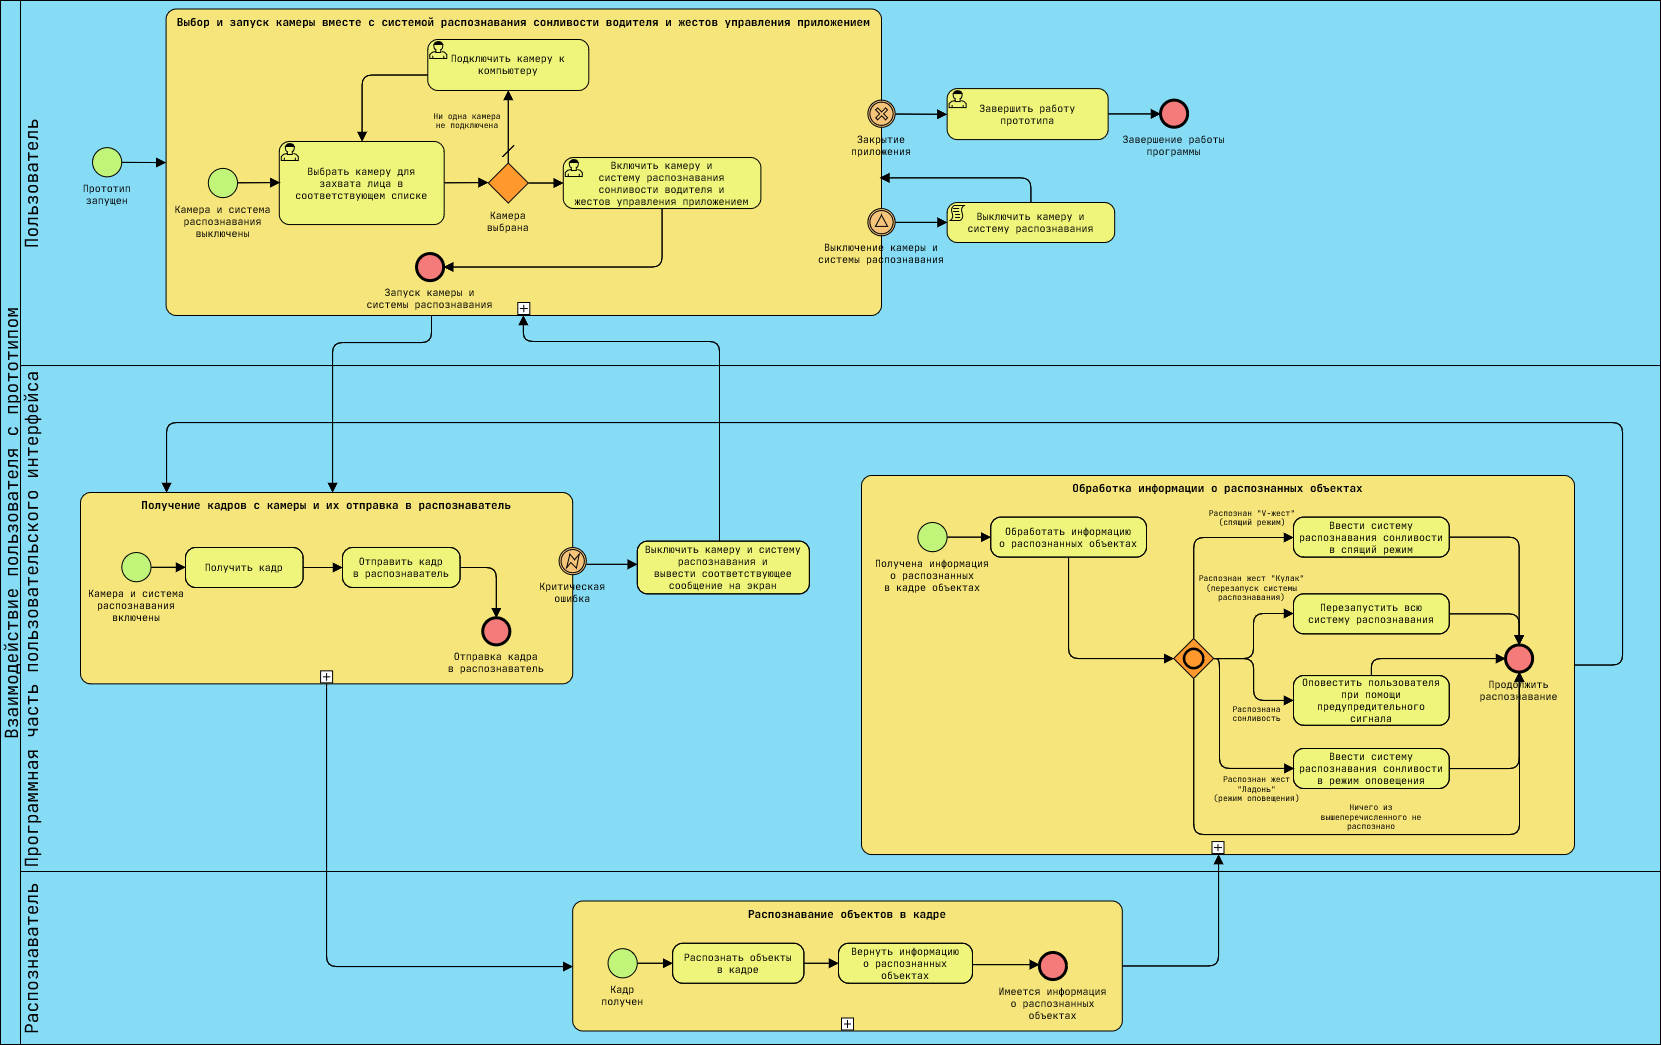 Взаимодействие пользователя с прототипом
Пользователь
Выбор и запуск камеры вместе с системой распознавания сонливости водителя и жестов управления приложением
Подключить камеру к
компьютеру
Ни одна камера
не подключена
Прототип
запущен
Камера и система
распознавания
выключены
Выбрать камеру для
захвата лица в
соответствующем списке
Камера
выбрана
Включить камеру и
систему распознавания
сонливости водителя и
жестов управления приложением
Запуск камеры и
системы распознавания
Закрытие
приложения
Завершить работу
прототипа
Завершение работы
программы
Выключение камеры и
системы распознавания
Выключить камеру и
систему распознавания
Программная часть пользовательского интерфейса
Получение кадров с камеры и их отправка в распознаватель
Камера и система
распознавания
включены
Получить кадр
Отправить кадр
в распознаватель
Отправка кадра
в распознаватель
Критическая
ошибка
Выключить камеру и систему
распознавания и
вывести соответствующее
сообщение на экран
Обработка информации о распознанных объектах
Получена информация
о распознанных
в кадре объектах
Обработать информацию
о распознанных объектах
Распознан "V-жест"
(спящий режим)
Ввести систему
распознавания сонливости
в спящий режим
Распознан жест "Кулак"
(перезапуск системы
распознавания)
Перезапустить всю
систему распознавания
Распознана
сонливость
Оповестить пользователя
при помощи
предупредительного
сигнала
Продолжить
распознавание
Распознан жест
"Ладонь"
(режим оповещения)
Ввести систему
распознавания сонливости
в режим оповещения
Ничего из
вышеперечисленного не
распознано
Распознаватель
Распознавание объектов в кадре
Кадр
получен
Распознать объекты
в кадре
Вернуть информацию
о распознанных
объектах
Имеется информация
о распознанных
объектах